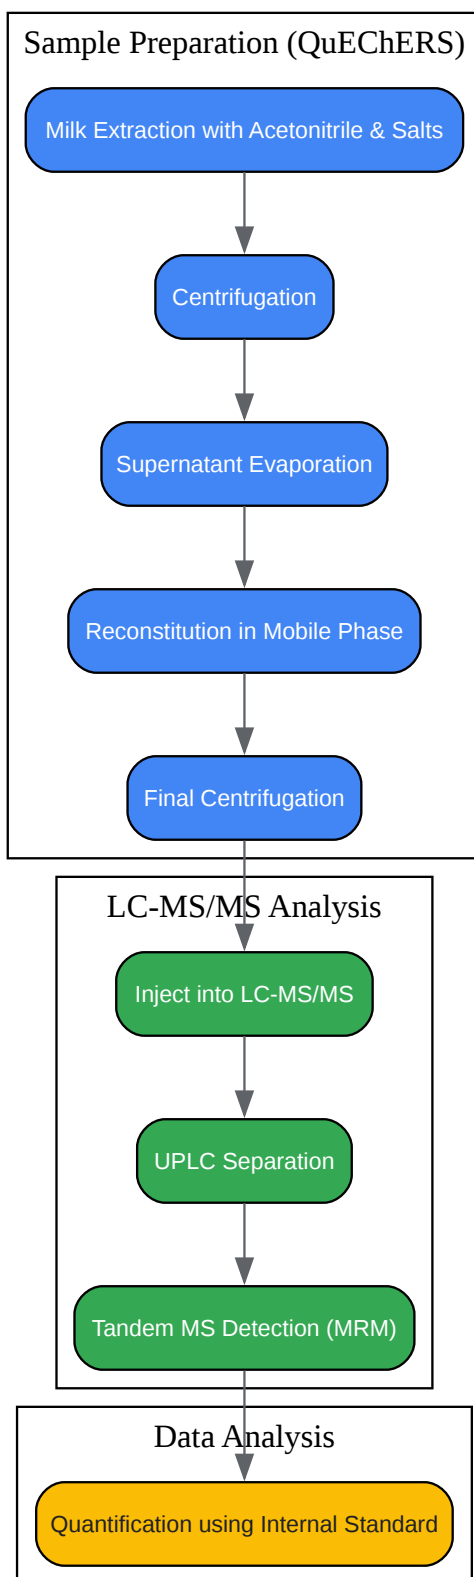 Sample Preparation (QuEChERS)
Milk Extraction with Acetonitrile & Salts
Centrifugation
Supernatant Evaporation
Reconstitution in Mobile Phase
Final Centrifugation
LC-MS/MS Analysis
Inject into LC-MS/MS
UPLC Separation
Tandem MS Detection (MRM)
Data Analysis
Quantification using Internal Standard